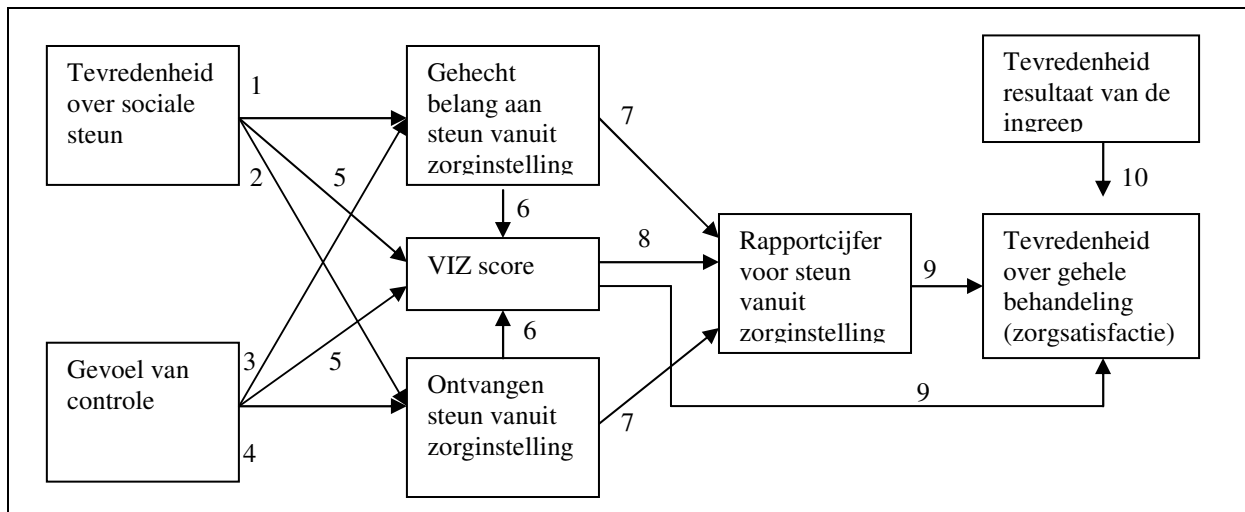 Tevredenheid
over sociale
steun
1
2
5
Gehecht
belang aan
steun vanuit
zorginstelling
7
6
Tevredenheid
resultaat van de
ingreep
10
VIZ score
8
Rapportcijfer
voor steun
vanuit
zorginstelling
9
Tevredenheid
over gehele
behandeling
(zorgsatisfactie)
Gevoel van
controle
3
4
5
6
Ontvangen
steun vanuit
zorginstelling
7
9